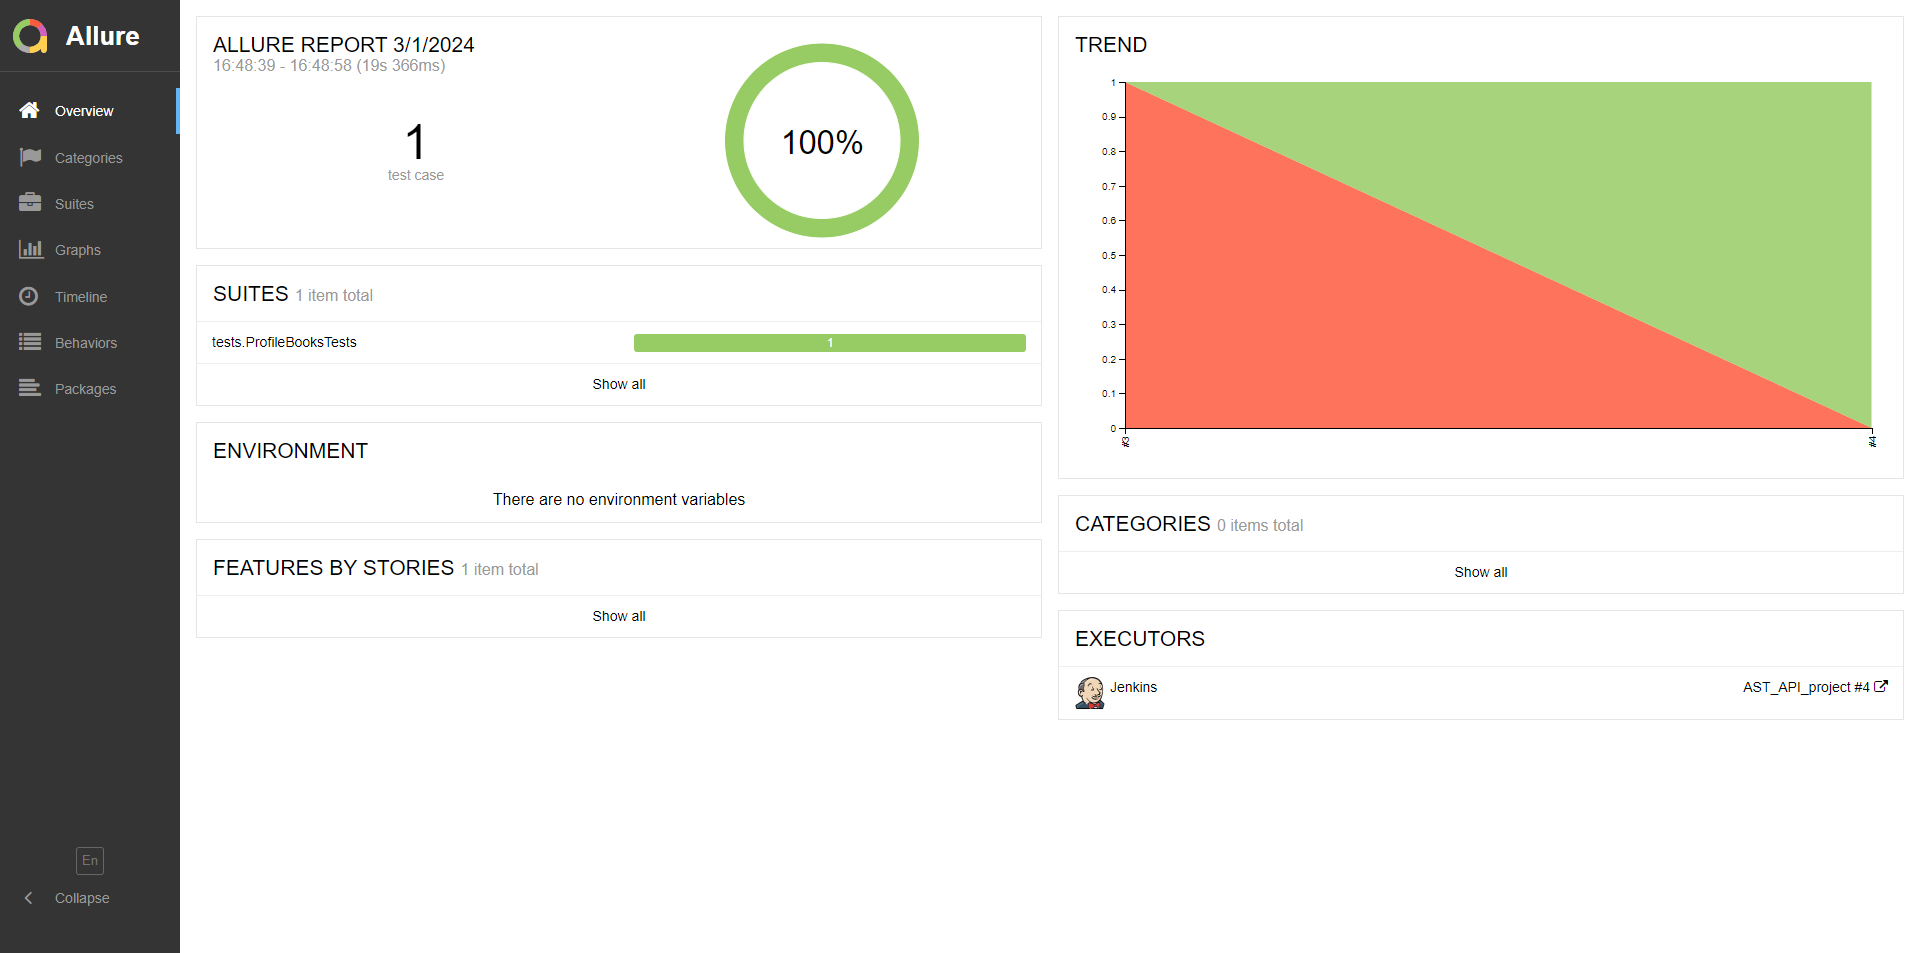 Allure
Overview
Categories
Suites
Graphs
Timeline
Behaviors
Packages
En
Collapse
ALLURE REPORT 3/1/2024
16:48:39 - 16:48:58 (19s 366ms)
1
test case
100%
SUITES 1 item total
tests.ProfileBooksTests 1
Show all
ENVIRONMENT
There are no environment variables
FEATURES BY STORIES 1 item total
Show all
TREND
1
0.9
0.8
0.7
0.6
0.5
0.4
0.3
0.2
0.1
0
#3
#4
CATEGORIES 0 items total
Show all
EXECUTORS
Jenkins AST_API_project #4